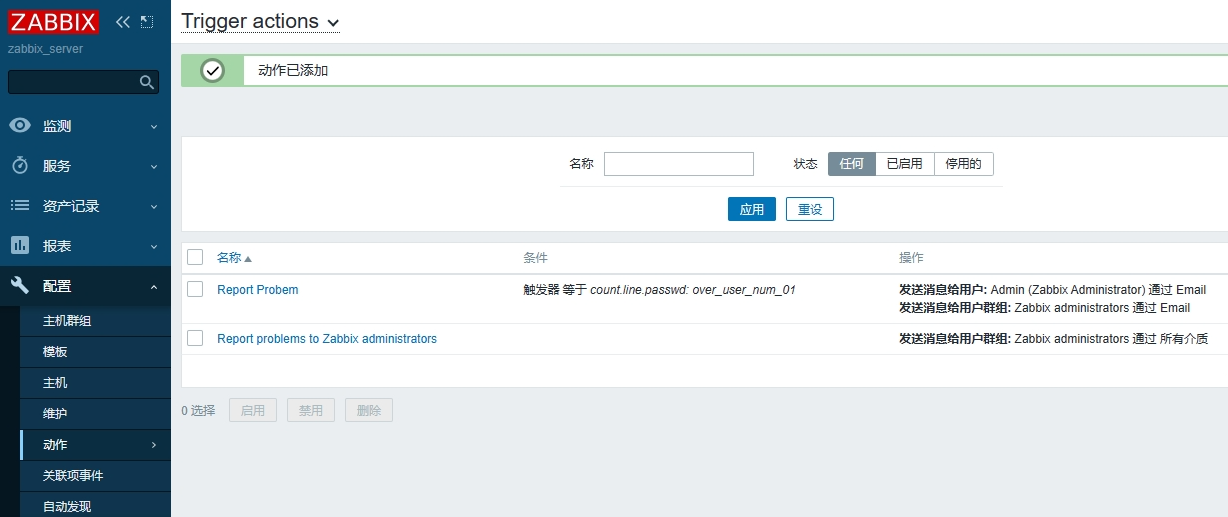 ZABBIX
zabbix_server
监测
服务
资产记录
报表
配置
主机群组
模板
主机
维护
动作
关联项事件
自动发现
Trigger actions
动作已添加
名称 状态 任何 已启用 停用的
应用 重设
名称 条件 操作
Report Probem 触发器 等于 count.line.passwd: over_user_num_01 发送消息给用户: Admin (Zabbix Administrator) 通过 Email
发送消息给用户群组: Zabbix administrators 通过 Email
Report problems to Zabbix administrators 发送消息给用户群组: Zabbix administrators 通过 所有介质
0 选择 启用 禁用 删除